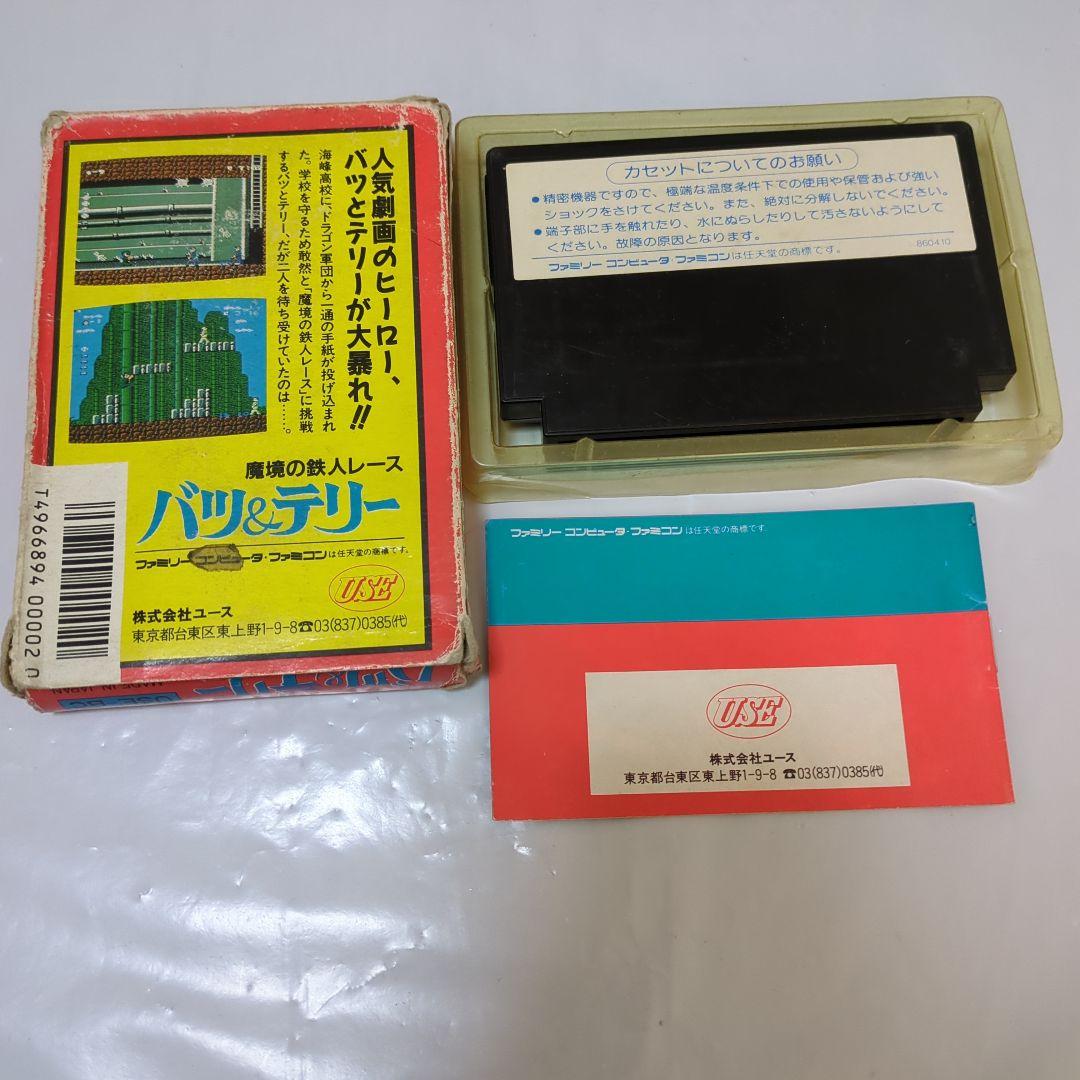 人気劇画のヒーロー、
バツとテリーが大暴れ!!
海峰高校に、ドラゴン軍団から一通の手紙が投げ込まれ
た。学校を守るため敢然と「魔境の鉄人レース」に挑戦
するバツとテリー、だが二人を待ち受けていたのは……。
魔境の鉄人レース
バツ&テリー
ファミリー コンピュータ・ファミコンは任天堂の商標です。
USE
株式会社ユース
東京都台東区東上野1-9-8☎03(837)0385(代)
T4966894 00002
バツ&テリー
MADE IN JAPAN
カセットについてのお願い
●精密機器ですので、極端な温度条件下での使用や保管および強い
ショックをさけてください。また、絶対に分解しないでください。
●端子部に手を触れたり、水にぬらしたりして汚さないようにして
ください。故障の原因となります。
860410
ファミリー コンピュータ・ファミコンは任天堂の商標です。
ファミリー コンピュータ・ファミコンは任天堂の商標です。
USE
株式会社ユース
東京都台東区東上野1-9-8 ☎03(837)0385(代)